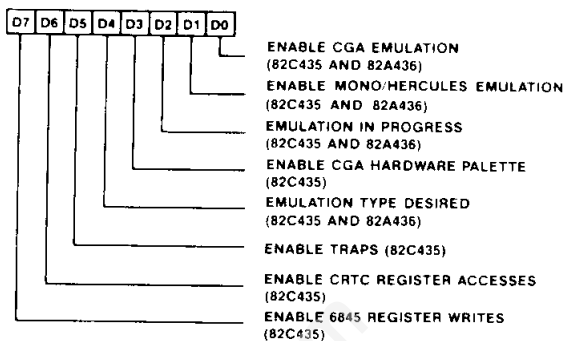 D7 D6 D5 D4 D3 D2 D1 D0
ENABLE CGA EMULATION
(82C435 AND 82A436)
ENABLE MONO/HERCULES EMULATION
(82C435 AND 82A436)
EMULATION IN PROGRESS
(82C435 AND 82A436)
ENABLE CGA HARDWARE PALETTE
(82C435)
EMULATION TYPE DESIRED
(82C435 AND 82A436)
ENABLE TRAPS (82C435)
ENABLE CRTC REGISTER ACCESSES
(82C435)
ENABLE 6845 REGISTER WRITES
(82C435)